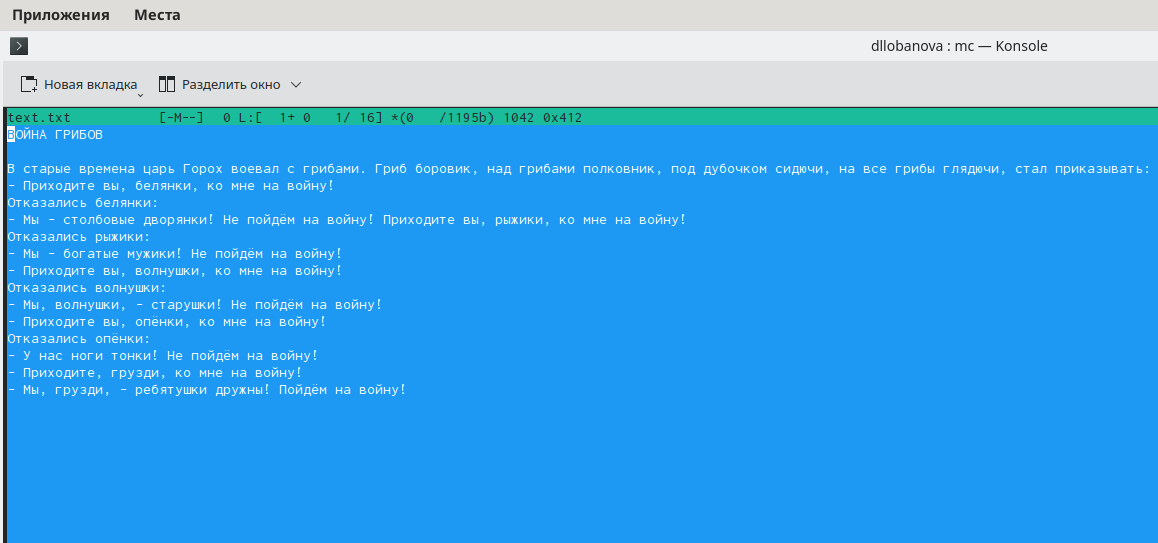 Приложения Места
dllobanova : mc — Konsole
Новая вкладка Разделить окно
text.txt [-M--] 0 L:[ 1+ 0 1/ 16] *(0 /1195b) 1042 0x412
ВОЙНА ГРИБОВ
В старые времена царь Горох воевал с грибами. Гриб боровик, над грибами полковник, под дубочком сидючи, на все грибы глядючи, стал приказывать:
- Приходите вы, белянки, ко мне на войну!
Отказались белянки:
- Мы - столбовые дворянки! Не пойдём на войну! Приходите вы, рыжики, ко мне на войну!
Отказались рыжики:
- Мы - богатые мужики! Не пойдём на войну!
- Приходите вы, волнушки, ко мне на войну!
Отказались волнушки:
- Мы, волнушки, - старушки! Не пойдём на войну!
- Приходите вы, опёнки, ко мне на войну!
Отказались опёнки:
- У нас ноги тонки! Не пойдём на войну!
- Приходите, грузди, ко мне на войну!
- Мы, грузди, - ребятушки дружны! Пойдём на войну!